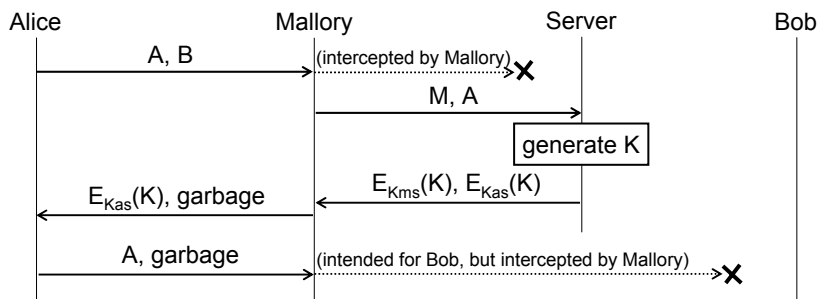 Alice Mallory Server Bob
A, B (intercepted by Mallory)
M, A
generate K
E_Kms(K), E_Kas(K)
E_Kas(K), garbage
A, garbage (intended for Bob, but intercepted by Mallory)